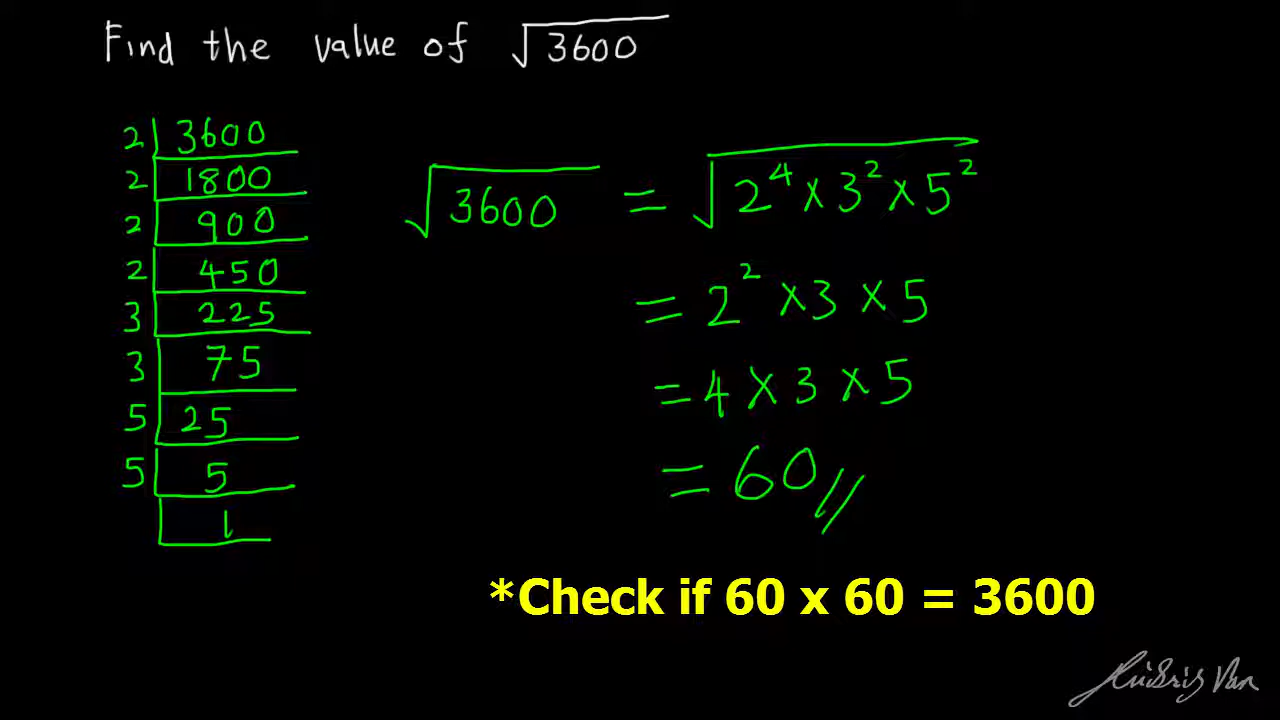 Find the value of √3600
2 | 3600
2 | 1800
2 | 900
2 | 450
3 | 225
3 | 75
5 | 25
5 | 5
1
√3600 = √2⁴ × 3² × 5²
= 2² × 3 × 5
= 4 × 3 × 5
= 60//
*Check if 60 x 60 = 3600